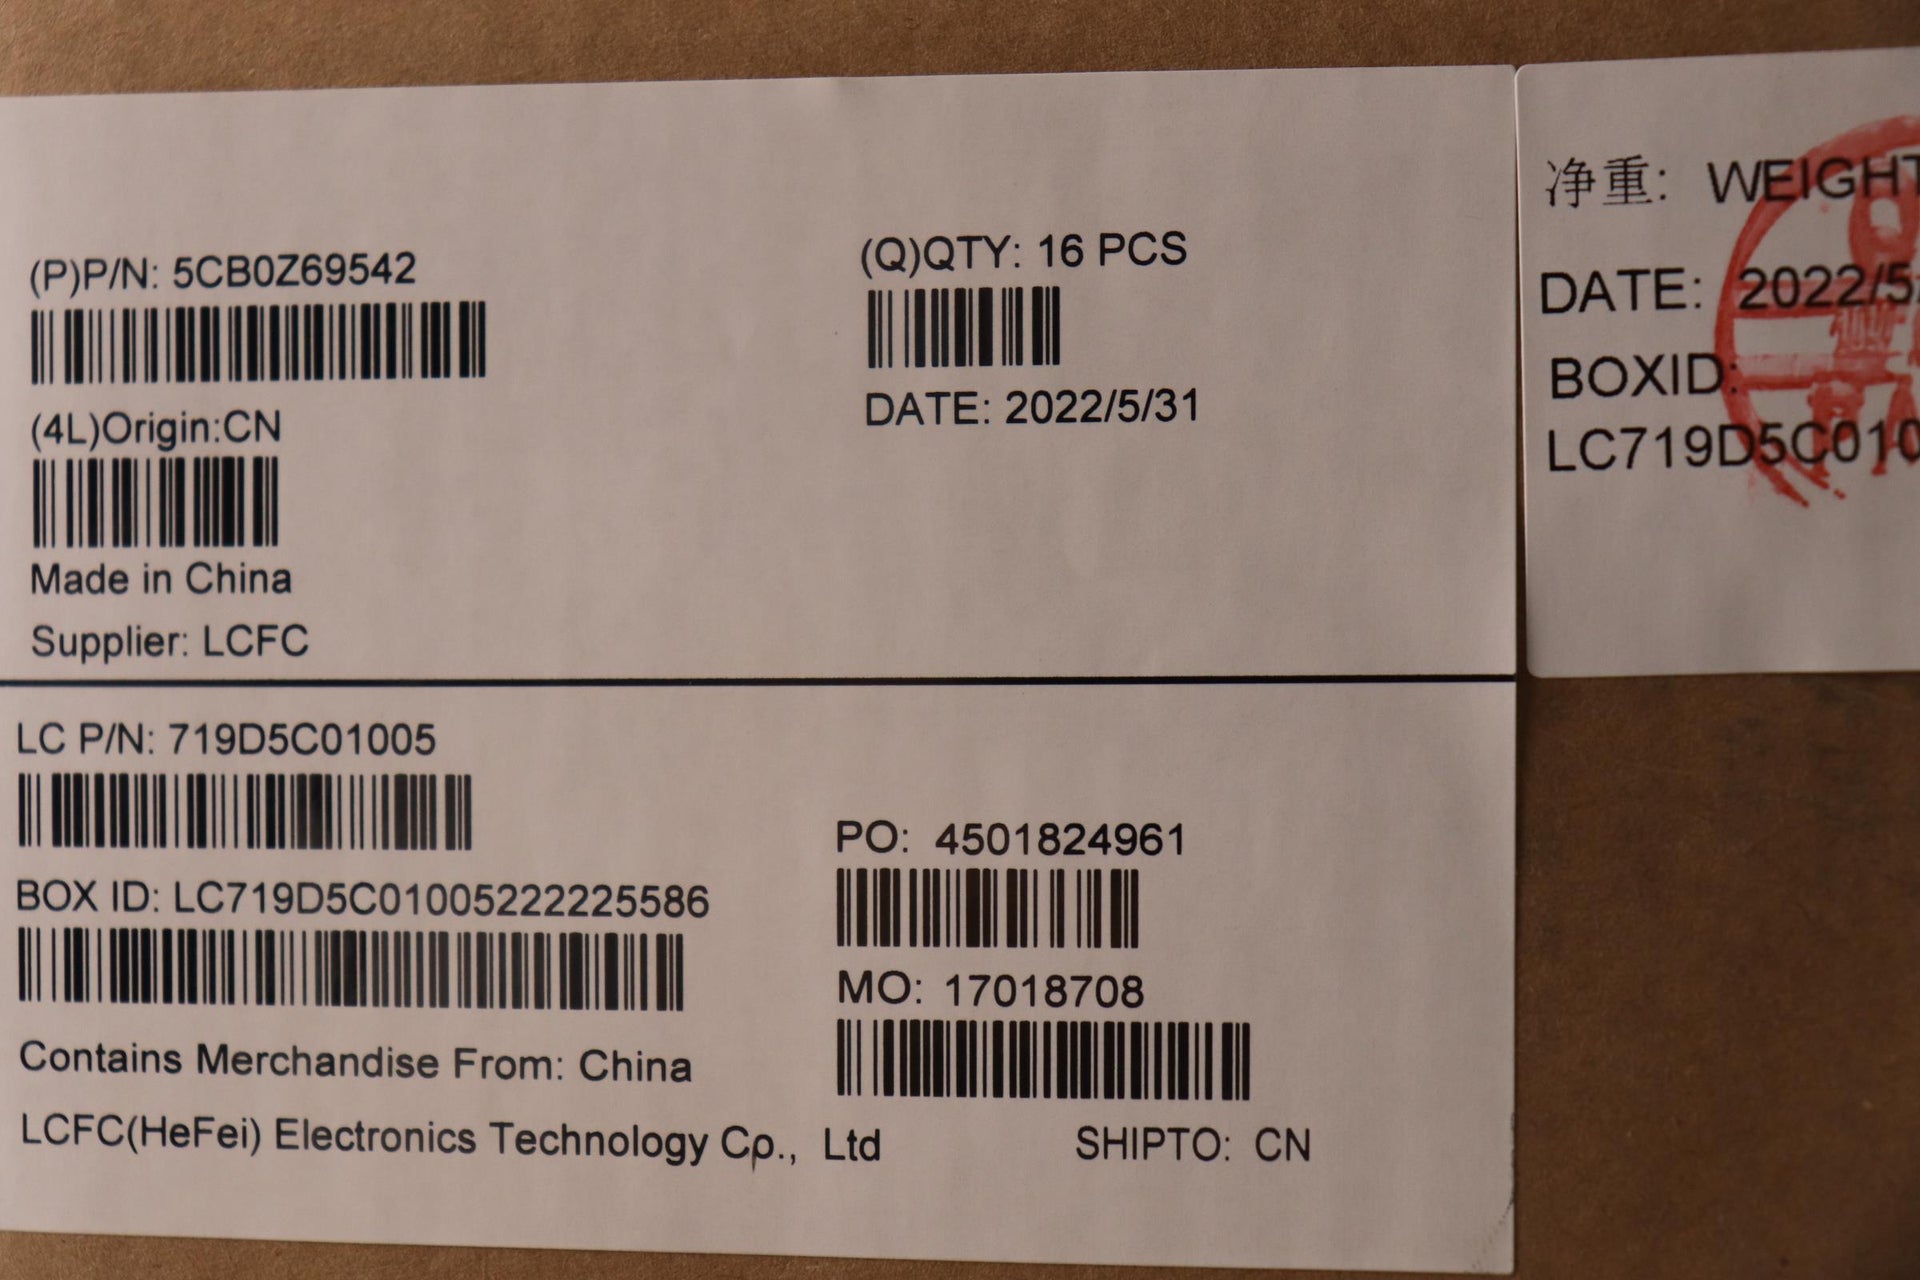 (P)P/N: 5CB0Z69542
(4L)Origin:CN
Made in China
Supplier: LCFC
(Q)QTY: 16 PCS
DATE: 2022/5/31
LC P/N: 719D5C01005
BOX ID: LC719D5C01005222225586
Contains Merchandise From: China
LCFC(HeFei) Electronics Technology Co., Ltd
PO: 4501824961
MO: 17018708
SHIPTO: CN
净重: WEIGHT
DATE: 2022/5
BOXID:
LC719D5C010